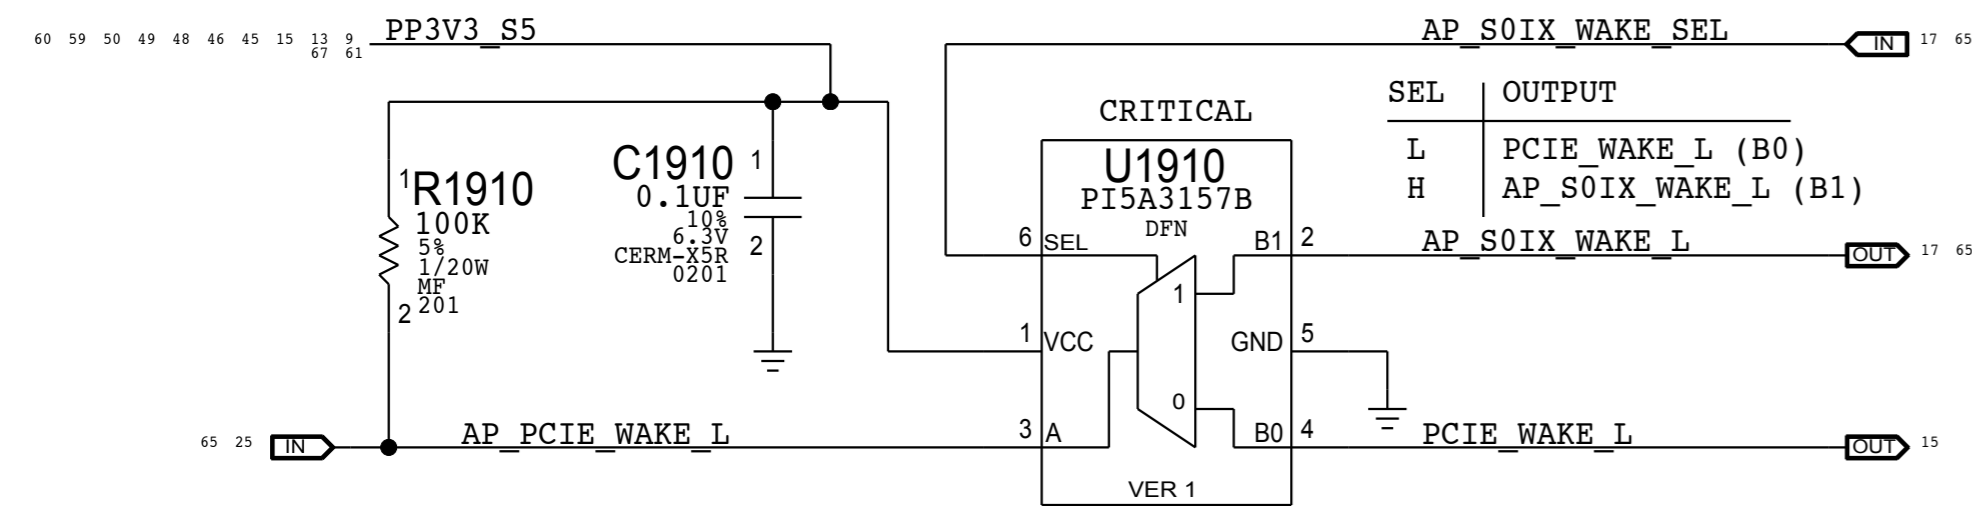 60 59 50 49 48 46 45 15 13 9
67 61
PP3V3_S5
AP_S0IX_WAKE_SEL
IN
17 65
SEL OUTPUT
L PCIE_WAKE_L (B0)
H AP_S0IX_WAKE_L (B1)
CRITICAL
U1910
PI5A3157B
DFN
1
R1910
100K
5%
1/20W
MF
201
2
C1910
1
0.1UF
10%
6.3V
CERM-X5R
0201
2
6 SEL
B1 2
AP_S0IX_WAKE_L
OUT
17 65
1
1 VCC
GND 5
0
65 25
IN
AP_PCIE_WAKE_L
3 A
B0 4
PCIE_WAKE_L
OUT
15
VER 1